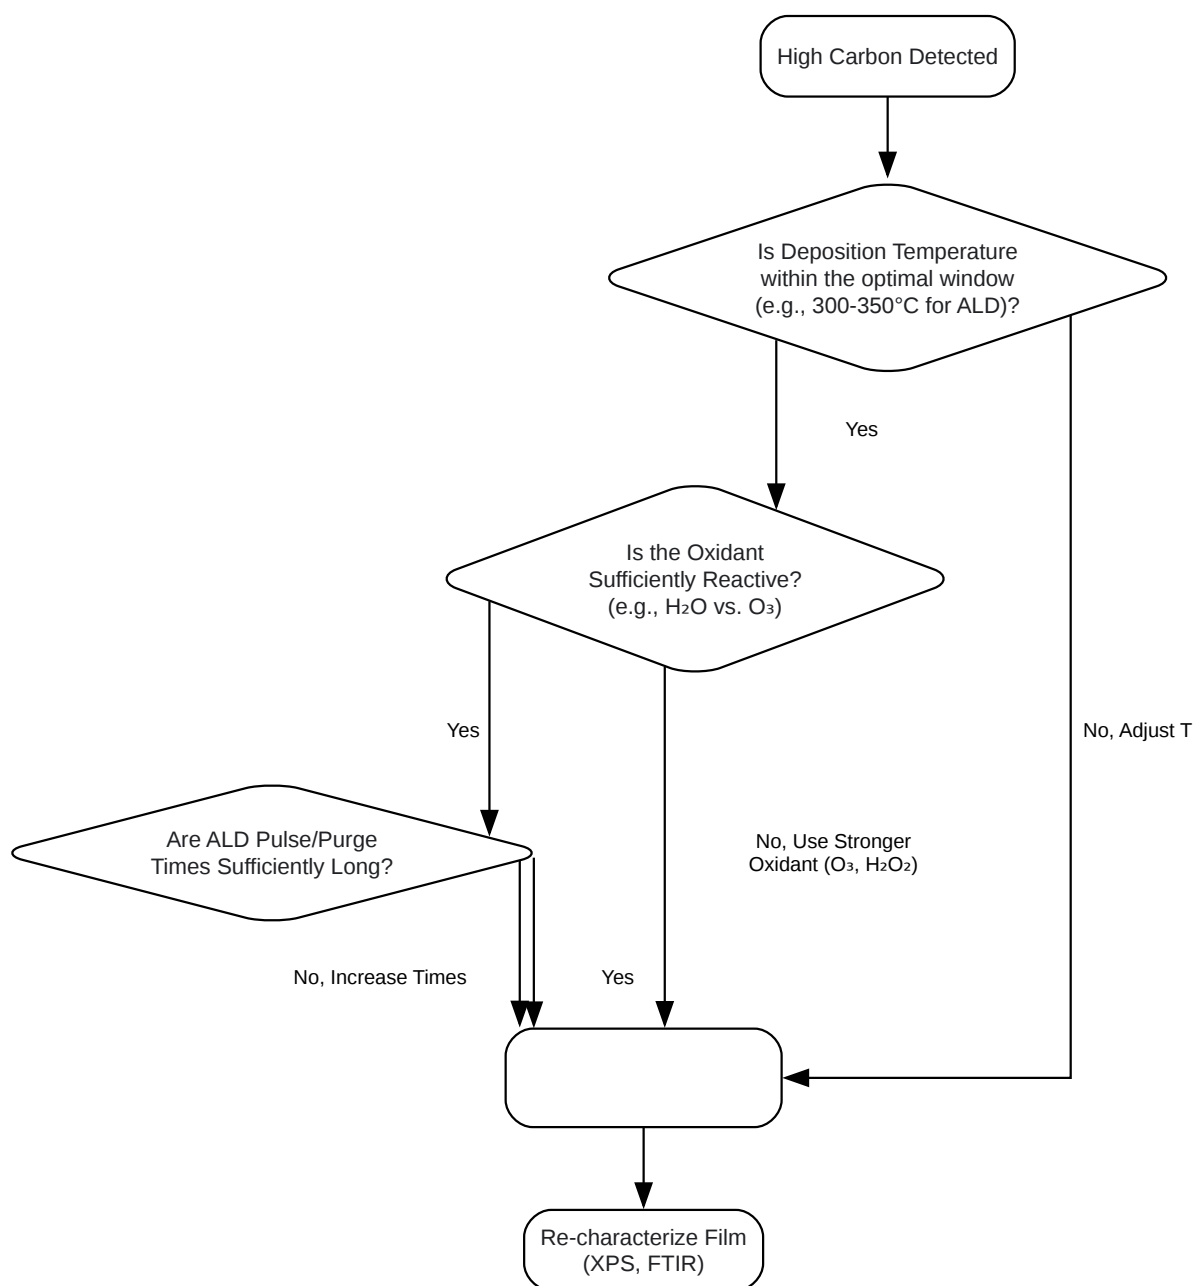 High Carbon Detected
Is Deposition Temperature
within the optimal window
(e.g., 300-350°C for ALD)?
Yes
Is the Oxidant
Sufficiently Reactive?
(e.g., H₂O vs. O₃)
Yes
No, Adjust T
Are ALD Pulse/Purge
Times Sufficiently Long?
No, Use Stronger
Oxidant (O₃, H₂O₂)
No, Increase Times
Yes
Re-characterize Film
(XPS, FTIR)